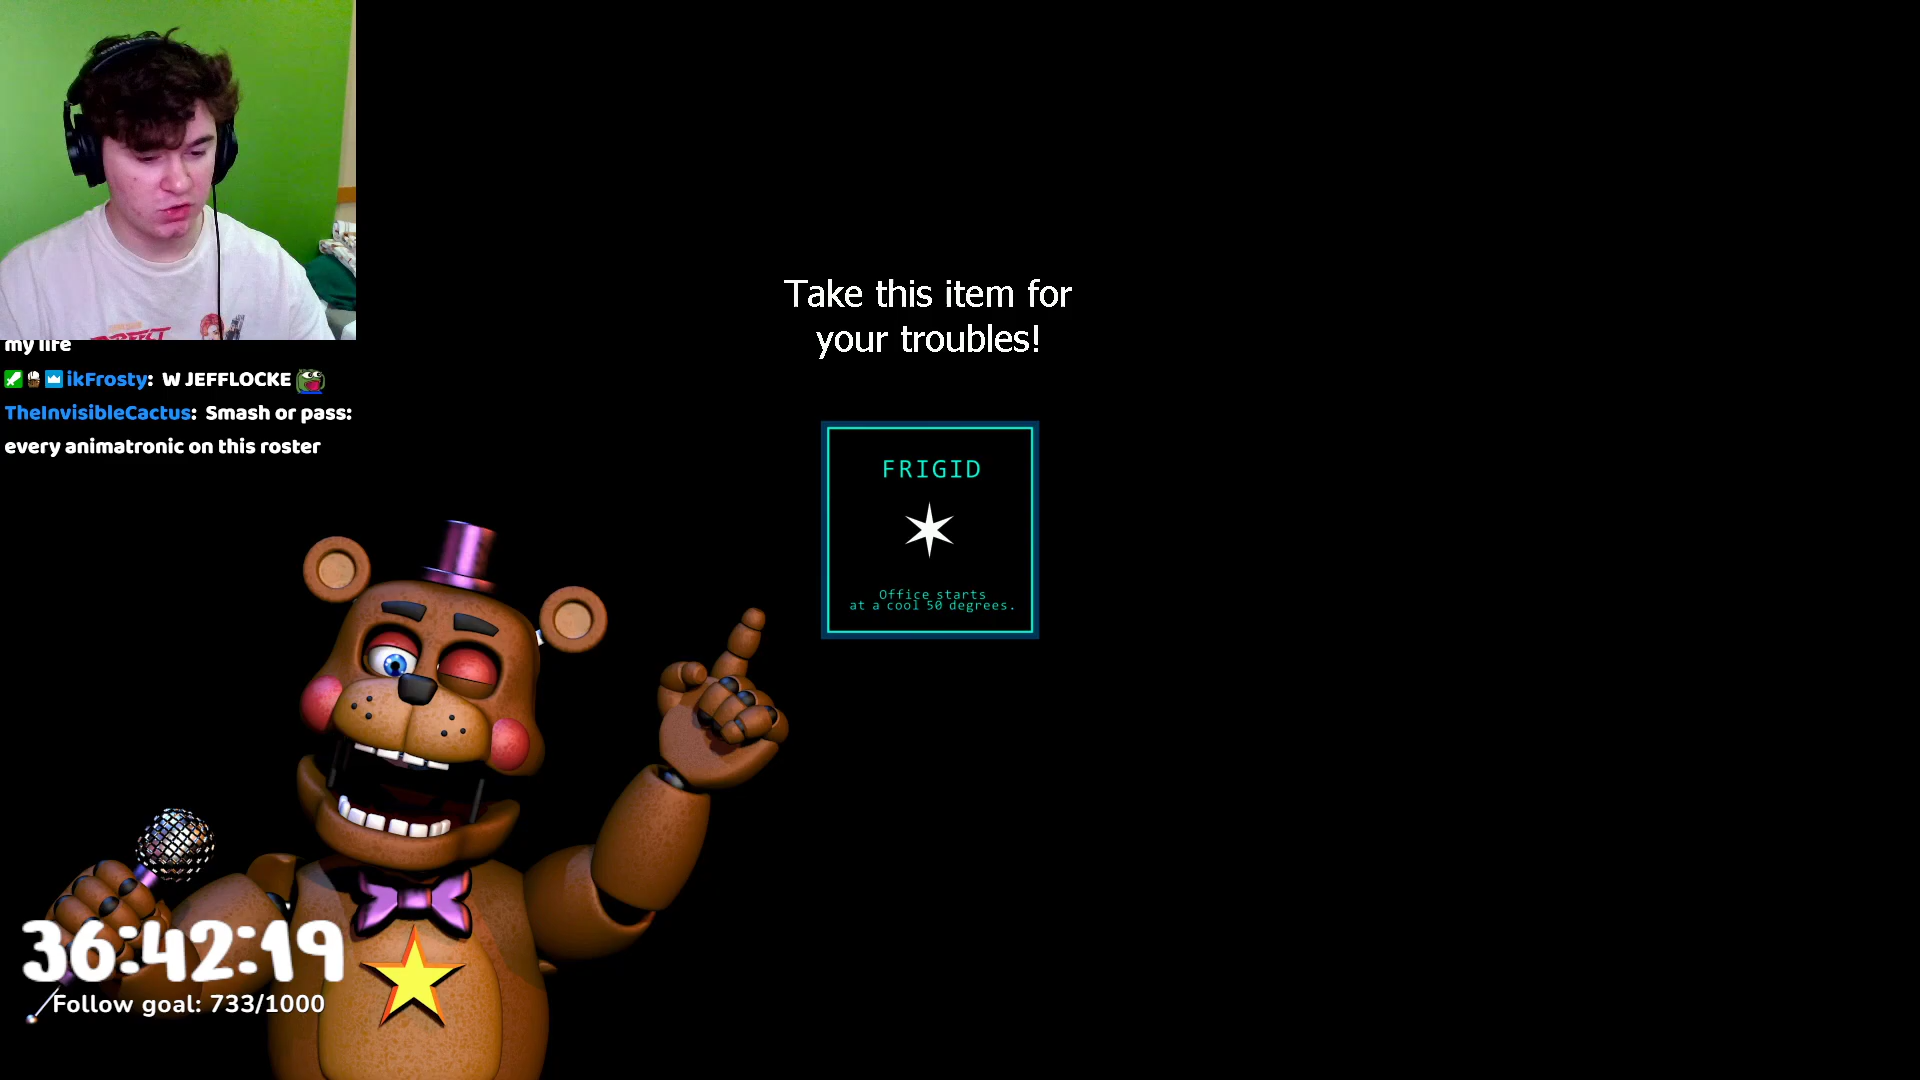 my life
ikFrosty: W JEFFLOCKE
TheInvisibleCactus: Smash or pass:
every animatronic on this roster
Take this item for
your troubles!
FRIGID
Office starts
at a cool 50 degrees.
36:42:19
Follow goal: 733/1000